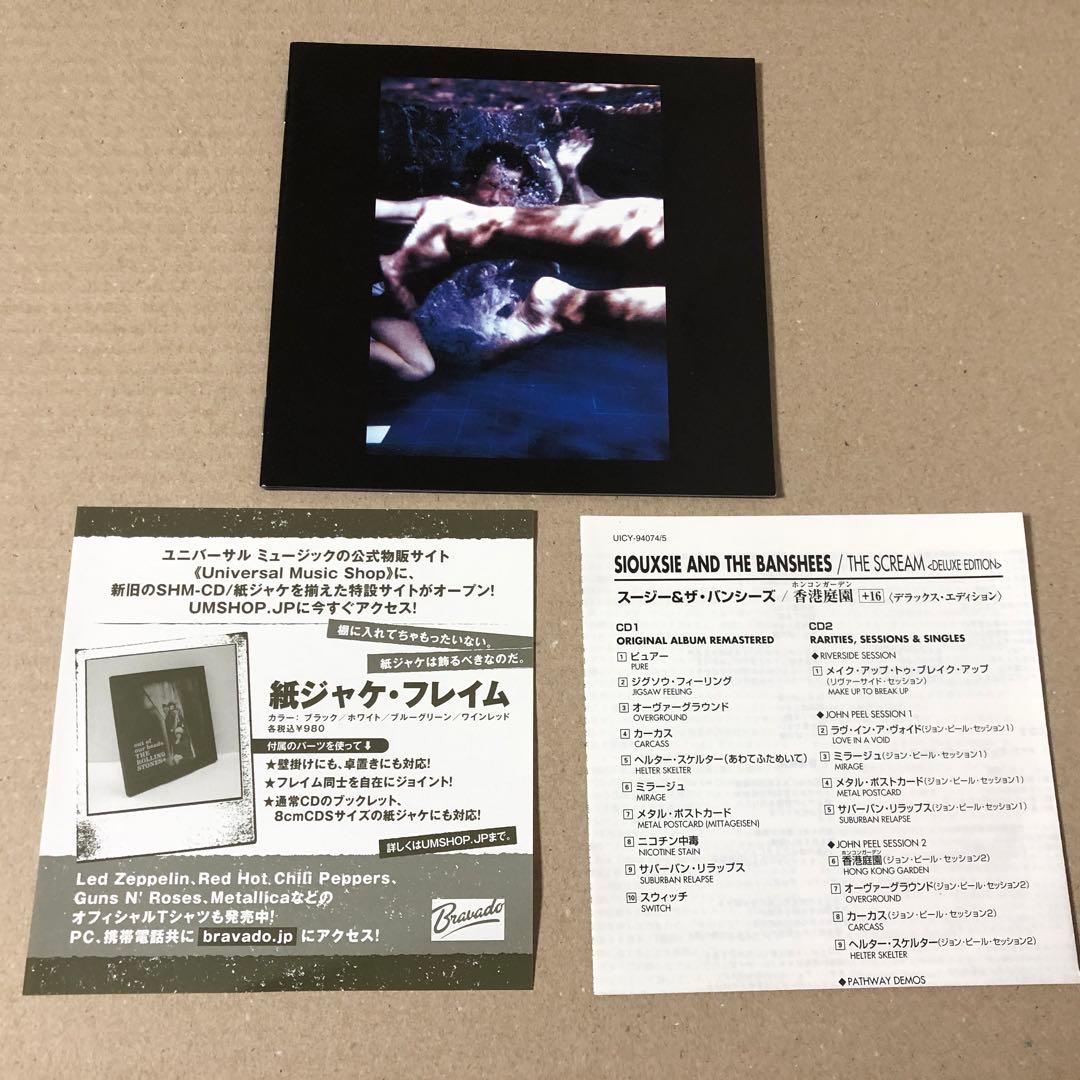 ユニバーサル ミュージックの公式物販サイト
《Universal Music Shop》に、
新旧のSHM-CD/紙ジャケを揃えた特設サイトがオープン!
UMSHOP.JPに今すぐアクセス!
棚に入れてちゃもったいない。
紙ジャケは飾るべきなのだ。
紙ジャケ・フレイム
カラー：ブラック／ホワイト／ブルーグリーン／ワインレッド
各税込¥980
付属のパーツを使って⬇
★壁掛けにも、卓置きにも対応!
★フレイム同士を自在にジョイント!
★通常CDのブックレット、
8cmCDSサイズの紙ジャケにも対応!
詳しくはUMSHOP.JPまで。
out of
our heads
THE
ROLLING
STONES
Led Zeppelin、Red Hot Chili Peppers、
Guns N' Roses、Metallicaなどの
オフィシャルTシャツも発売中!
PC、携帯電話共に bravado.jp にアクセス!
Bravado
UICY-94074/5
SIOUXSIE AND THE BANSHEES / THE SCREAM <DELUXE EDITION>
ホンコンガーデン
スージー&ザ・バンシーズ / 香港庭園 +16 〈デラックス・エディション〉
CD1
ORIGINAL ALBUM REMASTERED
1 ピュアー
PURE
2 ジグソウ・フィーリング
JIGSAW FEELING
3 オーヴァーグラウンド
OVERGROUND
4 カーカス
CARCASS
5 ヘルター・スケルター(あわてふためいて)
HELTER SKELTER
6 ミラージュ
MIRAGE
7 メタル・ポストカード
METAL POSTCARD (MITTAGEISEN)
8 ニコチン中毒
NICOTINE STAIN
9 サバーバン・リラップス
SUBURBAN RELAPSE
10 スウィッチ
SWITCH
CD2
RARITIES, SESSIONS & SINGLES
◆RIVERSIDE SESSION
1 メイク・アップ・トゥ・ブレイク・アップ
(リヴァーサイド・セッション)
MAKE UP TO BREAK UP
◆JOHN PEEL SESSION 1
2 ラヴ・イン・ア・ヴォイド(ジョン・ピール・セッション1)
LOVE IN A VOID
3 ミラージュ(ジョン・ピール・セッション1)
MIRAGE
4 メタル・ポストカード(ジョン・ピール・セッション1)
METAL POSTCARD
5 サバーバン・リラップス(ジョン・ピール・セッション1)
SUBURBAN RELAPSE
◆JOHN PEEL SESSION 2
ホンコンガーデン
6 香港庭園(ジョン・ピール・セッション2)
HONG KONG GARDEN
7 オーヴァーグラウンド(ジョン・ピール・セッション2)
OVERGROUND
8 カーカス(ジョン・ピール・セッション2)
CARCASS
9 ヘルター・スケルター(ジョン・ピール・セッション2)
HELTER SKELTER
◆PATHWAY DEMOS